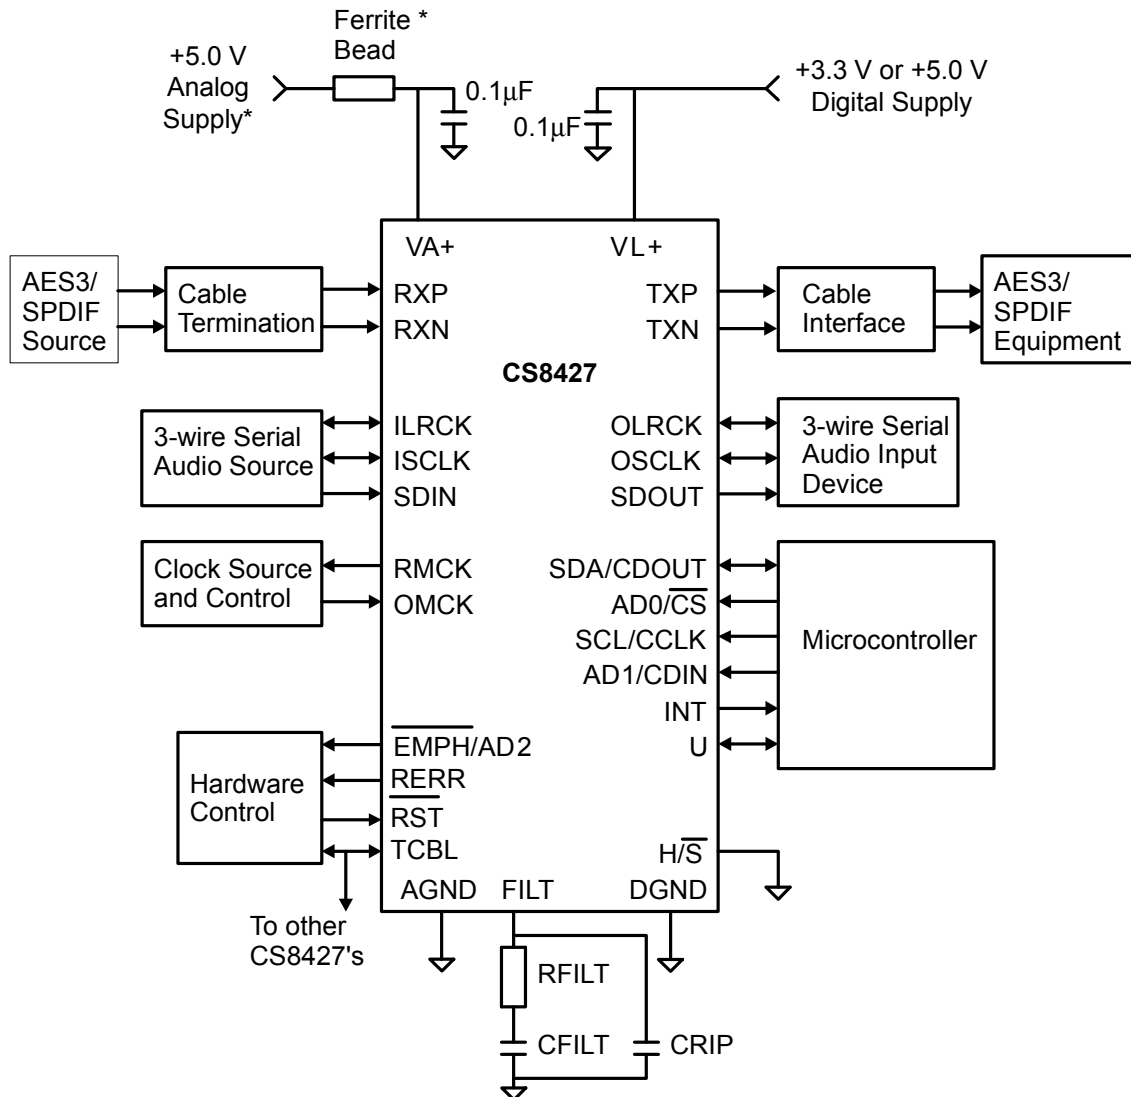 Ferrite *
Bead
+5.0 V
Analog
Supply*
0.1μF
0.1μF
+3.3 V or +5.0 V
Digital Supply
VA+
VL+
AES3/
SPDIF
Source
Cable
Termination
RXP
RXN
TXP
TXN
Cable
Interface
AES3/
SPDIF
Equipment
CS8427
3-wire Serial
Audio Source
ILRCK
ISCLK
SDIN
OLRCK
OSCLK
SDOUT
3-wire Serial
Audio Input
Device
Clock Source
and Control
RMCK
OMCK
SDA/CDOUT
AD0/C̅S̅
SCL/CCLK
AD1/CDIN
INT
U
Microcontroller
Hardware
Control
E̅M̅P̅H̅/AD2
RERR
R̅S̅T̅
TCBL
H/S̅
AGND
FILT
DGND
To other
CS8427's
RFILT
CFILT
CRIP